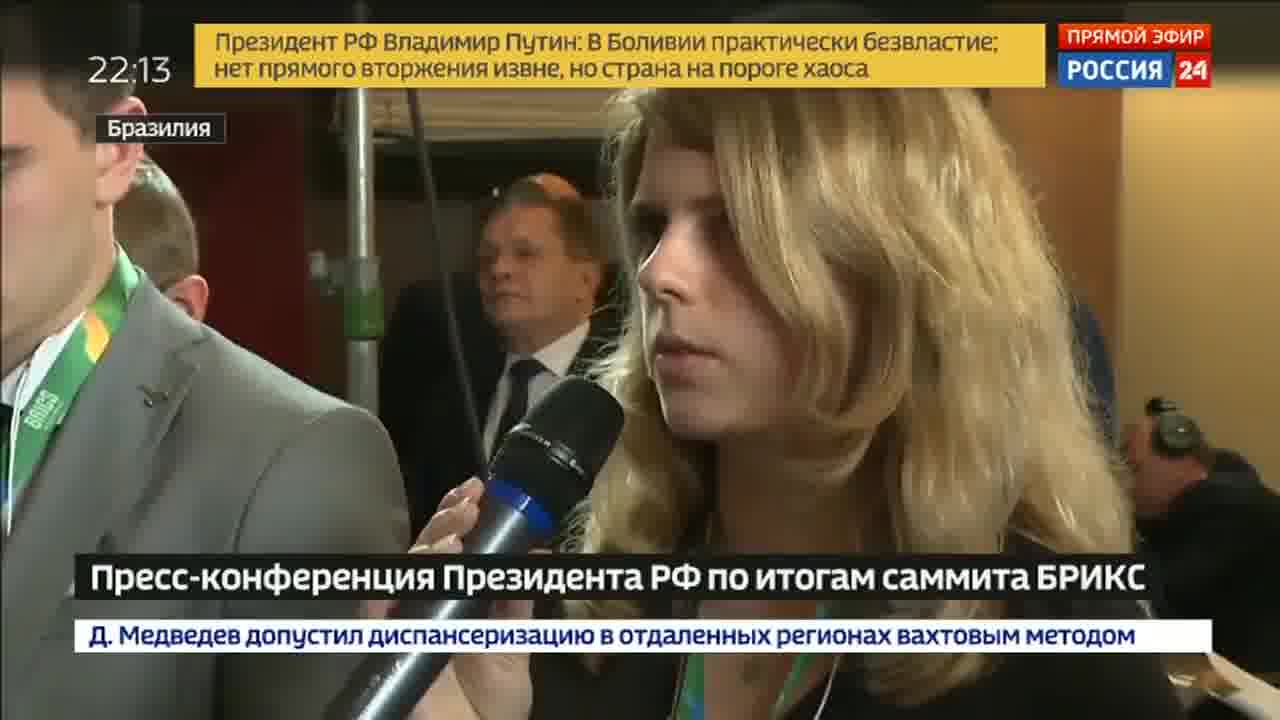 22:13
Президент РФ Владимир Путин: В Боливии практически безвластие;
нет прямого вторжения извне, но страна на пороге хаоса
ПРЯМОЙ ЭФИР
РОССИЯ 24
Бразилия
BRICS
Пресс-конференция Президента РФ по итогам саммита БРИКС
Д. Медведев допустил диспансеризацию в отдаленных регионах вахтовым методом